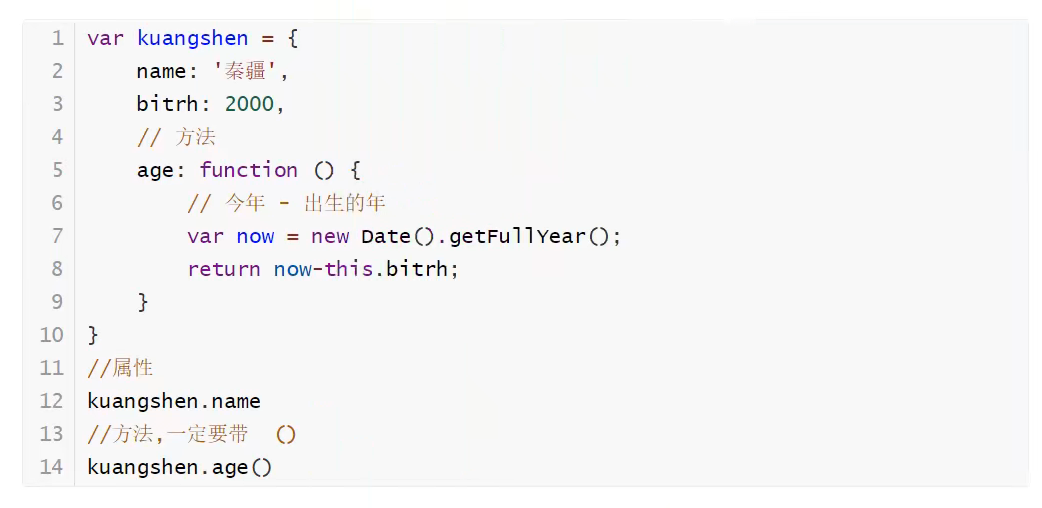 1 var kuangshen = {
2     name: '秦疆',
3     bitrh: 2000,
4     // 方法
5     age: function () {
6         // 今年 - 出生的年
7         var now = new Date().getFullYear();
8         return now-this.bitrh;
9     }
10 }
11 //属性
12 kuangshen.name
13 //方法,一定要带  ()
14 kuangshen.age()